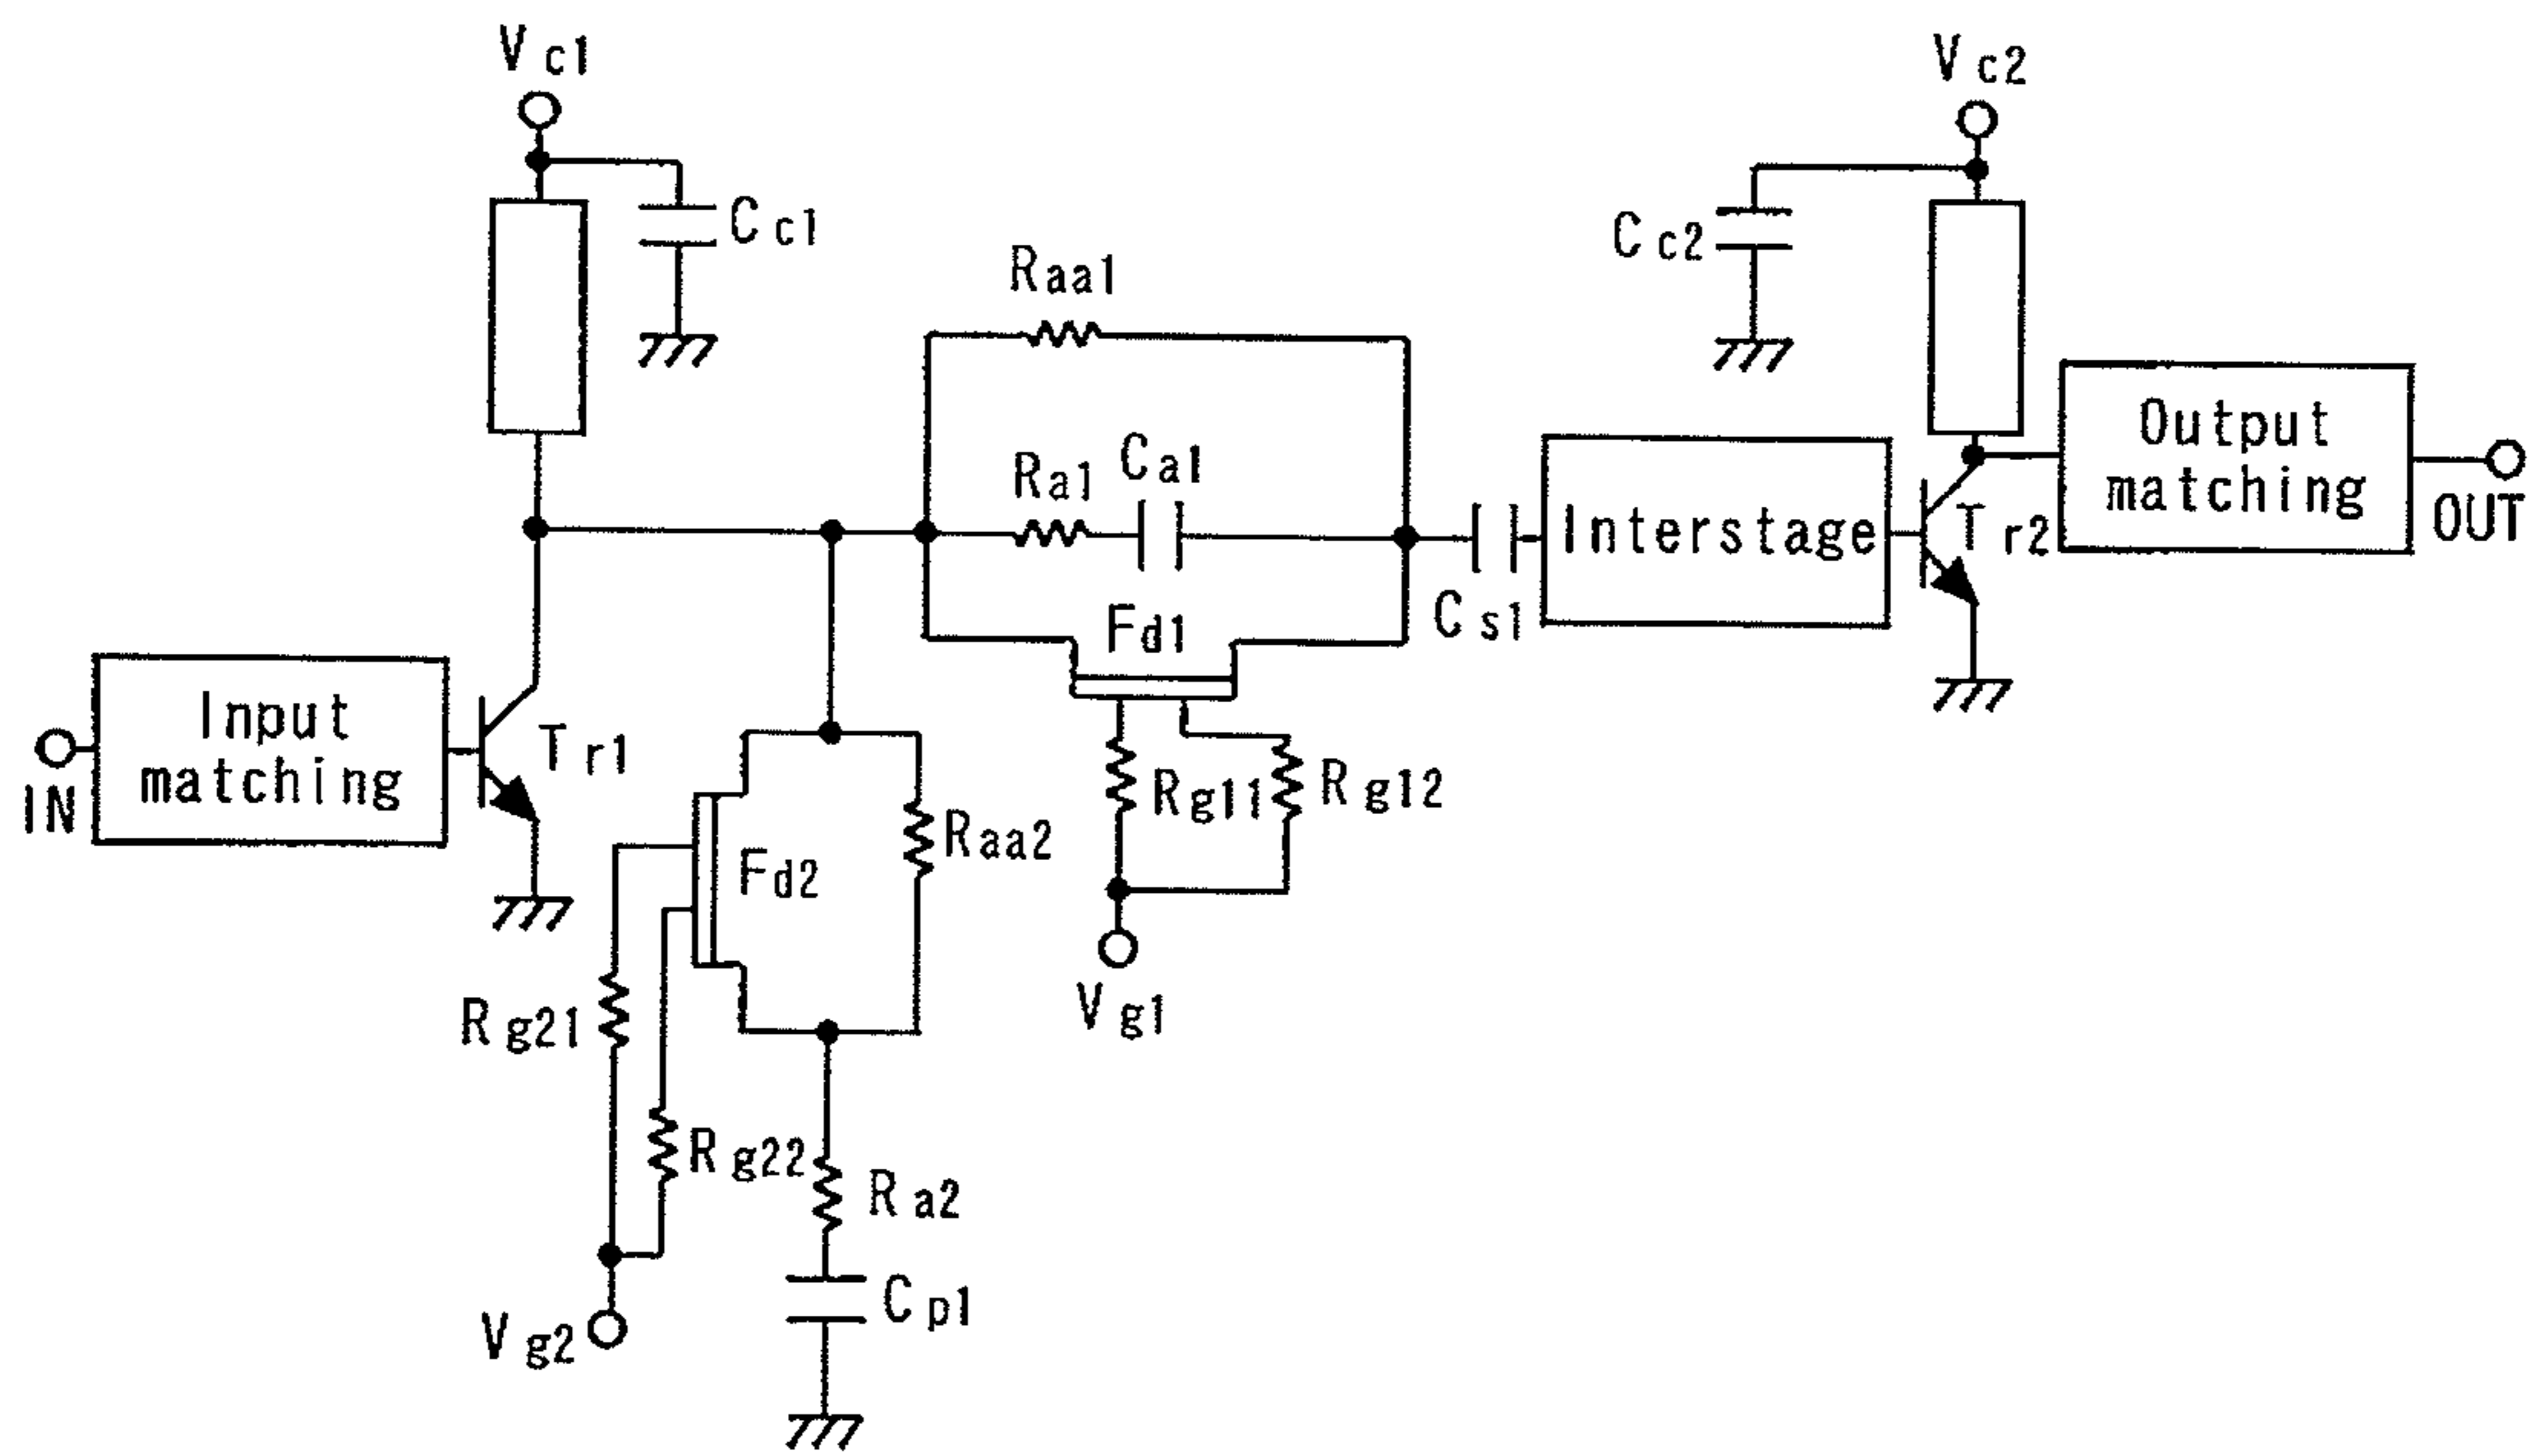 Vc1
Vc2
Cc1
Cc2
Raa1
Output
matching
Ra1
Ca1
Interstage
Tr2
OUT
Fd1
Cs1
Input
matching
Tr1
IN
Rg11
Rg12
Raa2
Fd2
Vg1
Rg21
Rg22
Ra2
Cp1
Vg2